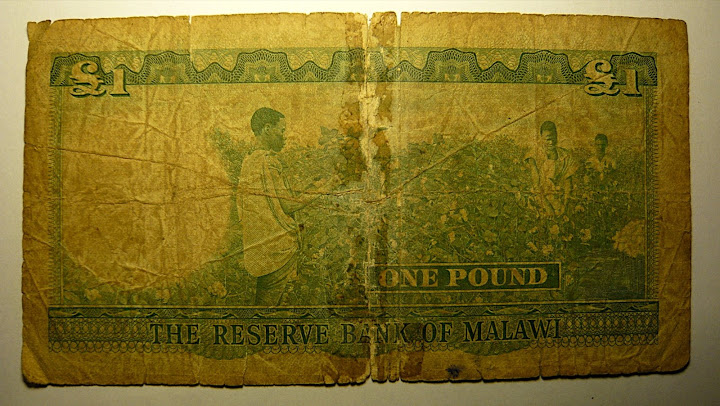 £1 £1
ONE POUND
THE RESERVE BANK OF MALAWI